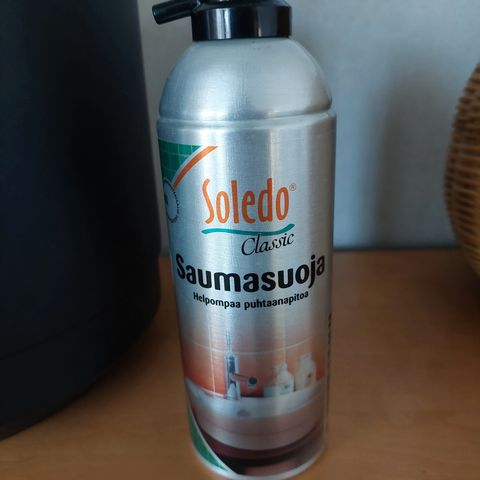 Soledo®
Classic
Saumasuoja
Helpompaa puhtaanapitoa